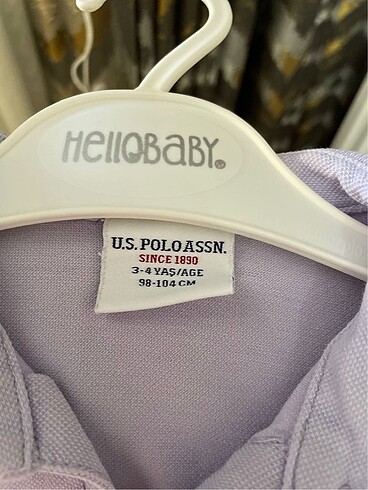 HelloBaby.
U.S. POLO ASSN.
SINCE 1890
3-4 YAŞ/AGE
98-104 CM